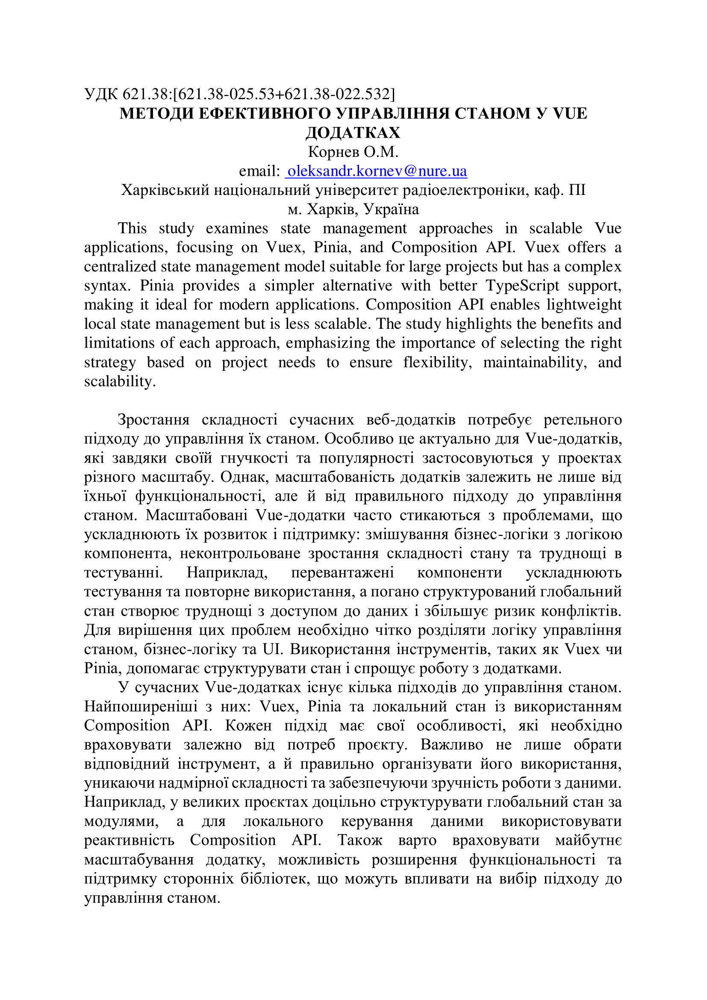 УДК 621.38:[621.38-025.53+621.38-022.532]
МЕТОДИ ЕФЕКТИВНОГО УПРАВЛІННЯ СТАНОМ У VUE
ДОДАТКАХ
Корнев О.М.
email: oleksandr.kornev@nure.ua
Харківський національний університет радіоелектроніки, каф. ПІ
м. Харків, Україна
This study examines state management approaches in scalable Vue
applications, focusing on Vuex, Pinia, and Composition API. Vuex offers a
centralized state management model suitable for large projects but has a complex
syntax. Pinia provides a simpler alternative with better TypeScript support,
making it ideal for modern applications. Composition API enables lightweight
local state management but is less scalable. The study highlights the benefits and
limitations of each approach, emphasizing the importance of selecting the right
strategy based on project needs to ensure flexibility, maintainability, and
scalability.
Зростання складності сучасних веб-додатків потребує ретельного
підходу до управління їх станом. Особливо це актуально для Vue-додатків,
які завдяки своїй гнучкості та популярності застосовуються у проектах
різного масштабу. Однак, масштабованість додатків залежить не лише від
їхньої функціональності, але й від правильного підходу до управління
станом. Масштабовані Vue-додатки часто стикаються з проблемами, що
ускладнюють їх розвиток і підтримку: змішування бізнес-логіки з логікою
компонента, неконтрольоване зростання складності стану та труднощі в
тестуванні. Наприклад, перевантажені компоненти ускладнюють
тестування та повторне використання, а погано структурований глобальний
стан створює труднощі з доступом до даних і збільшує ризик конфліктів.
Для вирішення цих проблем необхідно чітко розділяти логіку управління
станом, бізнес-логіку та UI. Використання інструментів, таких як Vuex чи
Pinia, допомагає структурувати стан і спрощує роботу з додатками.
У сучасних Vue-додатках існує кілька підходів до управління станом.
Найпоширеніші з них: Vuex, Pinia та локальний стан із використанням
Composition API. Кожен підхід має свої особливості, які необхідно
враховувати залежно від потреб проєкту. Важливо не лише обрати
відповідний інструмент, а й правильно організувати його використання,
уникаючи надмірної складності та забезпечуючи зручність роботи з даними.
Наприклад, у великих проєктах доцільно структурувати глобальний стан за
модулями, а для локального керування даними використовувати
реактивність Composition API. Також варто враховувати майбутнє
масштабування додатку, можливість розширення функціональності та
підтримку сторонніх бібліотек, що можуть впливати на вибір підходу до
управління станом.